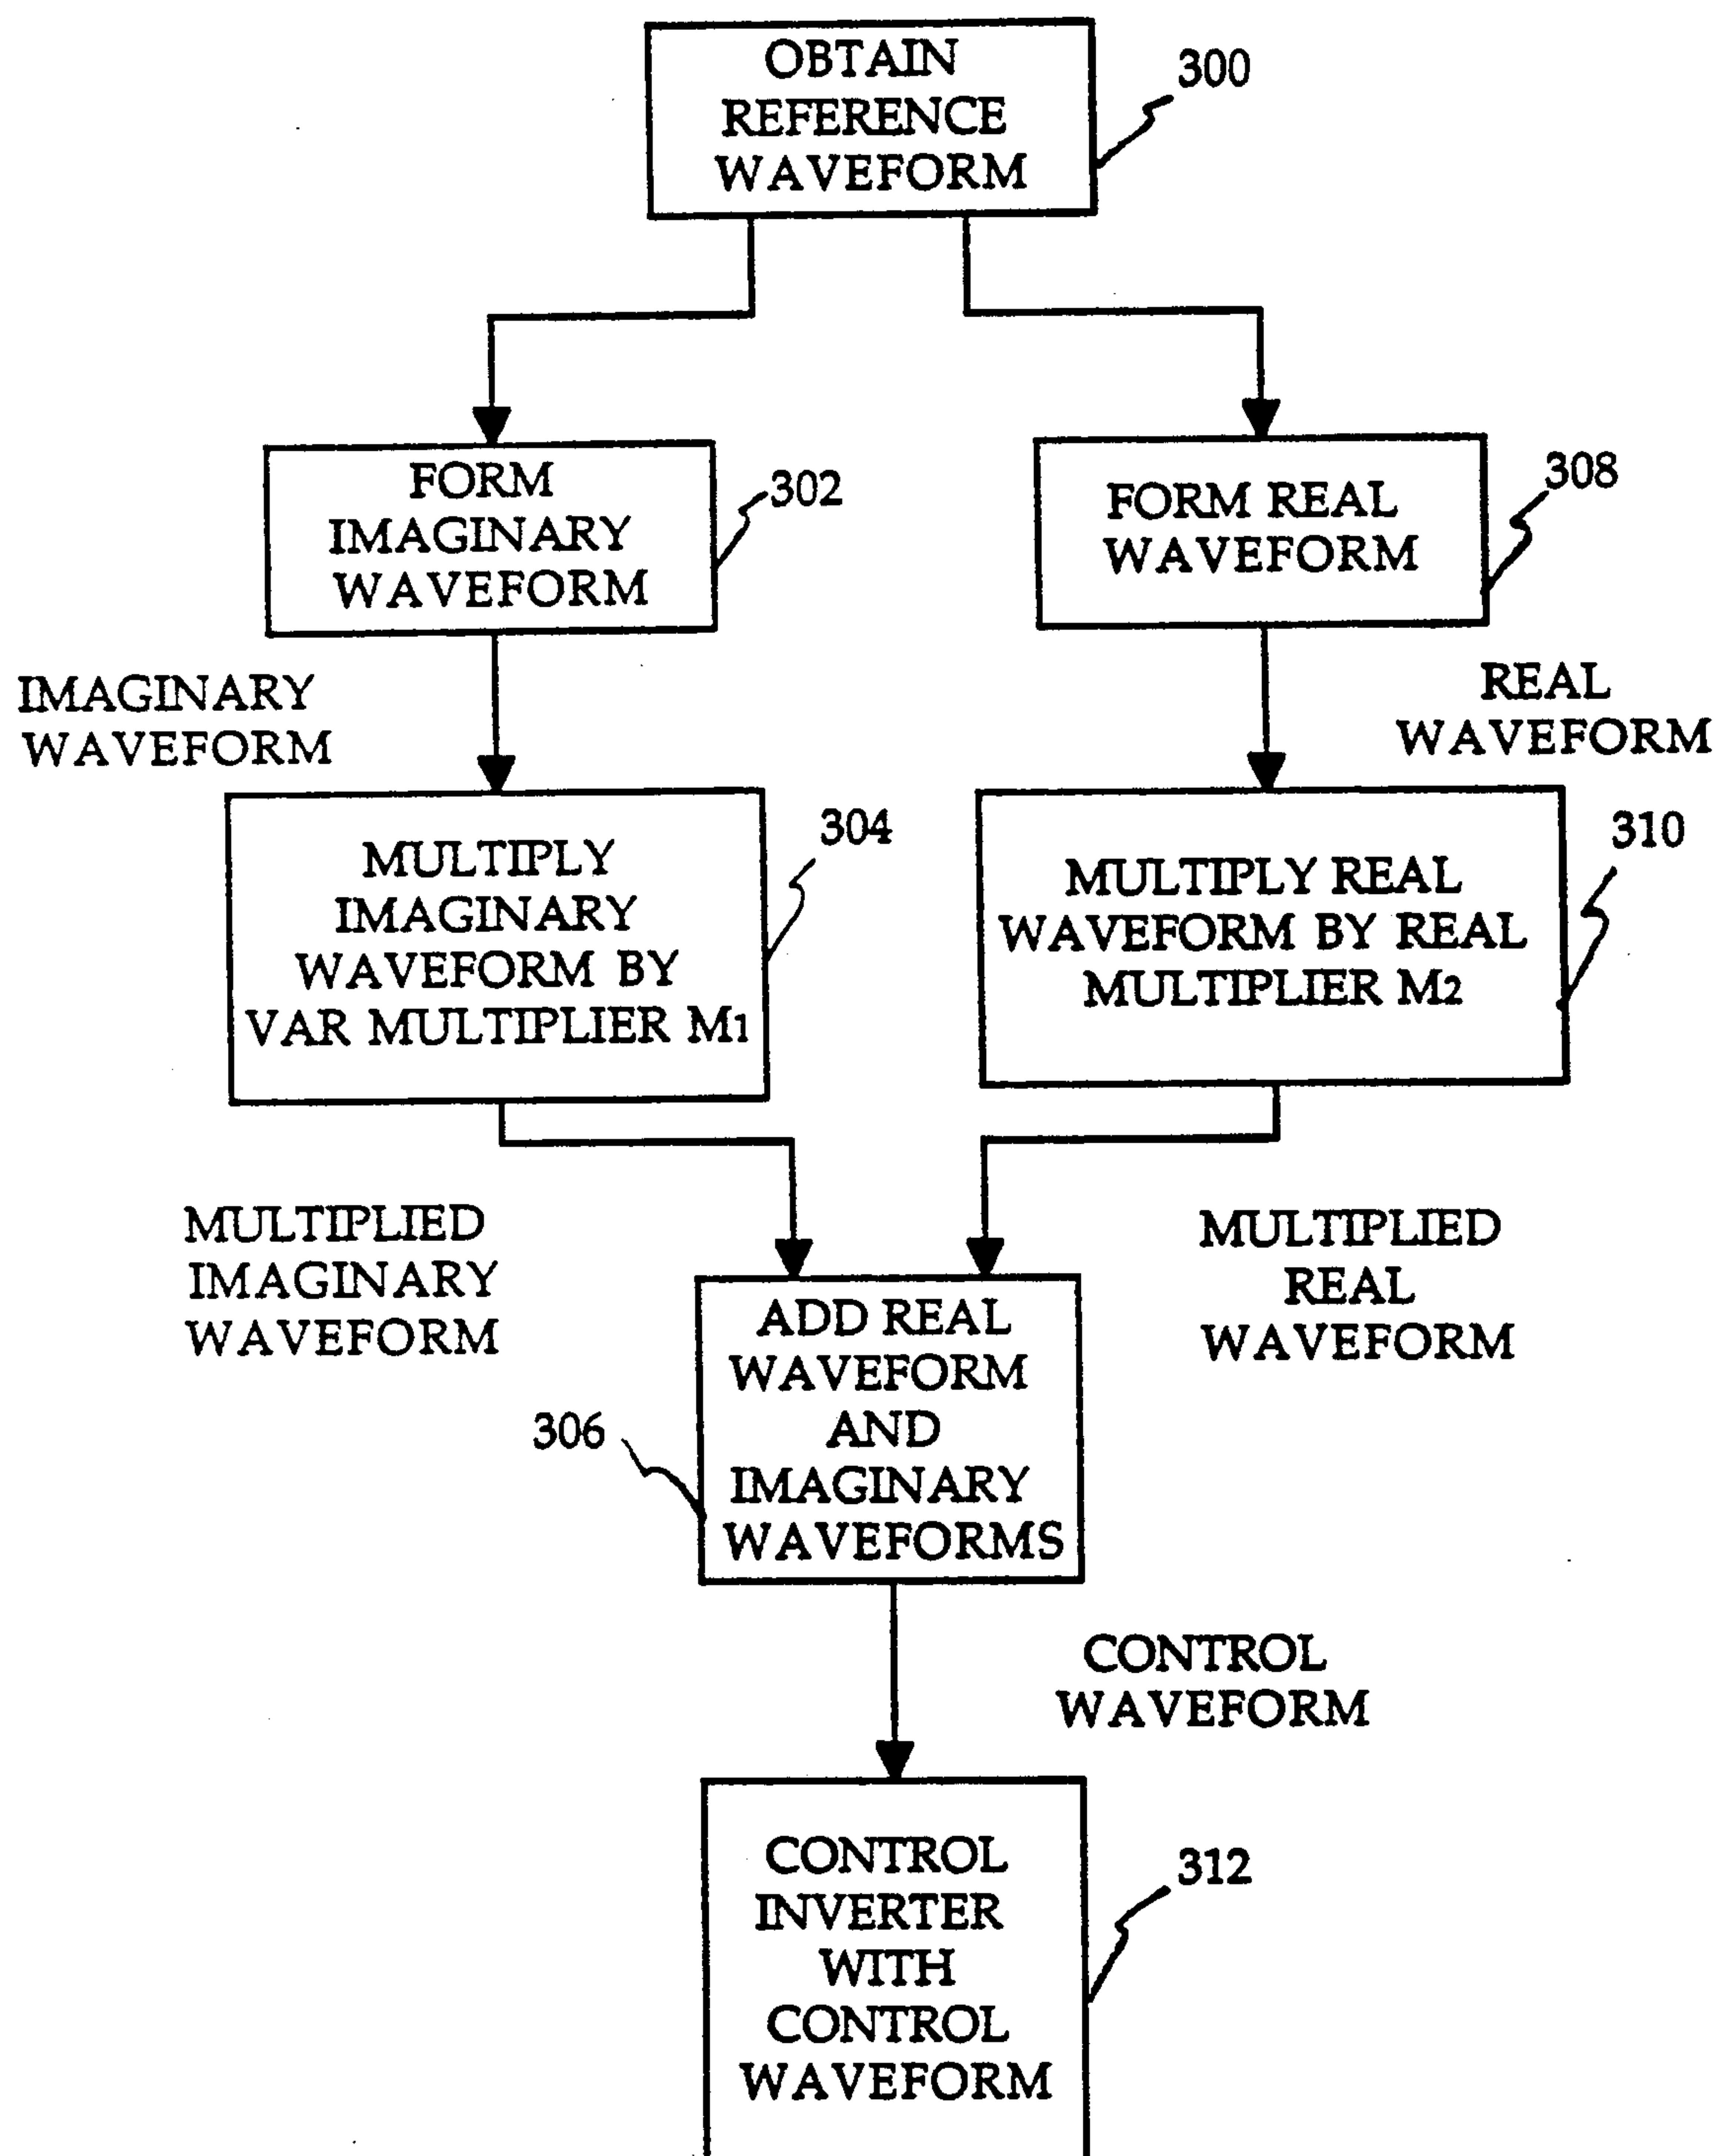 OBTAIN
REFERENCE
WAVEFORM
300
FORM
IMAGINARY
WAVEFORM
302
FORM REAL
WAVEFORM
308
IMAGINARY
WAVEFORM
REAL
WAVEFORM
MULTIPLY
IMAGINARY
WAVEFORM BY
VAR MULTIPLIER M1
304
MULTIPLY REAL
WAVEFORM BY REAL
MULTIPLIER M2
310
MULTIPLIED
IMAGINARY
WAVEFORM
MULTIPLIED
REAL
WAVEFORM
ADD REAL
WAVEFORM
AND
IMAGINARY
WAVEFORMS
306
CONTROL
WAVEFORM
CONTROL
INVERTER
WITH
CONTROL
WAVEFORM
312